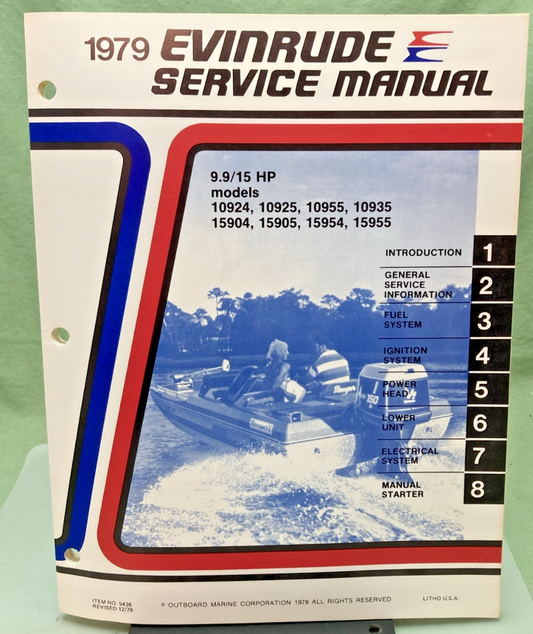 1979 EVINRUDE
SERVICE MANUAL
9.9/15 HP
models
10924, 10925, 10955, 10935
15904, 15905, 15954, 15955
INTRODUCTION 1
GENERAL
SERVICE
INFORMATION 2
FUEL
SYSTEM 3
IGNITION
SYSTEM 4
POWER
HEAD 5
LOWER
UNIT 6
ELECTRICAL
SYSTEM 7
MANUAL
STARTER 8
150
ITEM NO. 5426
REVISED 12/78
© OUTBOARD MARINE CORPORATION 1978 ALL RIGHTS RESERVED
LITHO U.S.A.